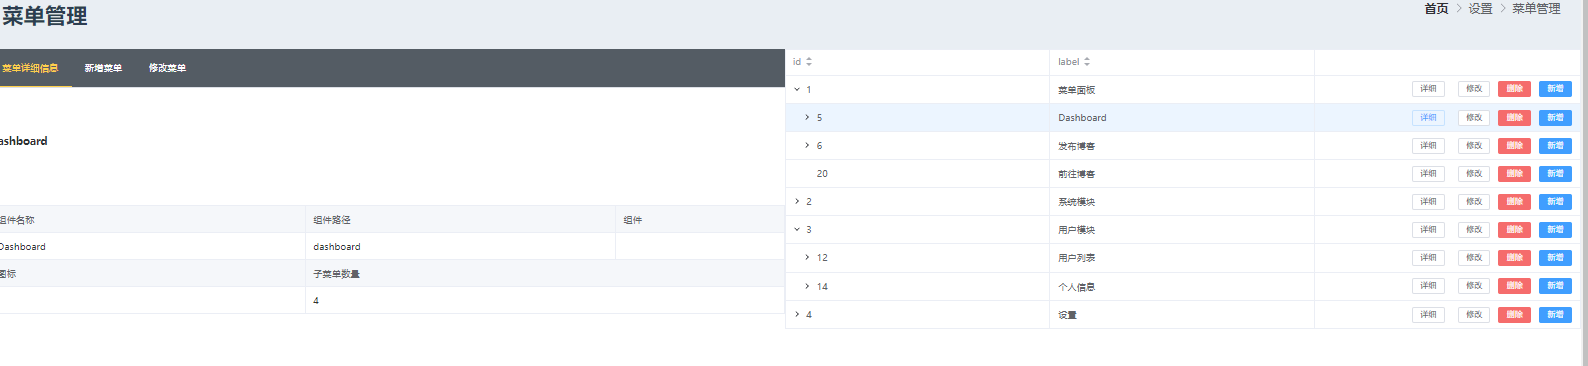 菜单管理
首页 > 设置 > 菜单管理
菜单详细信息 新增菜单 修改菜单
ashboard
组件名称 组件路径 组件
Dashboard dashboard
图标 子菜单数量
4
id label
1 菜单面板 详细 修改 删除 新增
5 Dashboard 详细 修改 删除 新增
6 发布博客 详细 修改 删除 新增
20 前往博客 详细 修改 删除 新增
2 系统模块 详细 修改 删除 新增
3 用户模块 详细 修改 删除 新增
12 用户列表 详细 修改 删除 新增
14 个人信息 详细 修改 删除 新增
4 设置 详细 修改 删除 新增